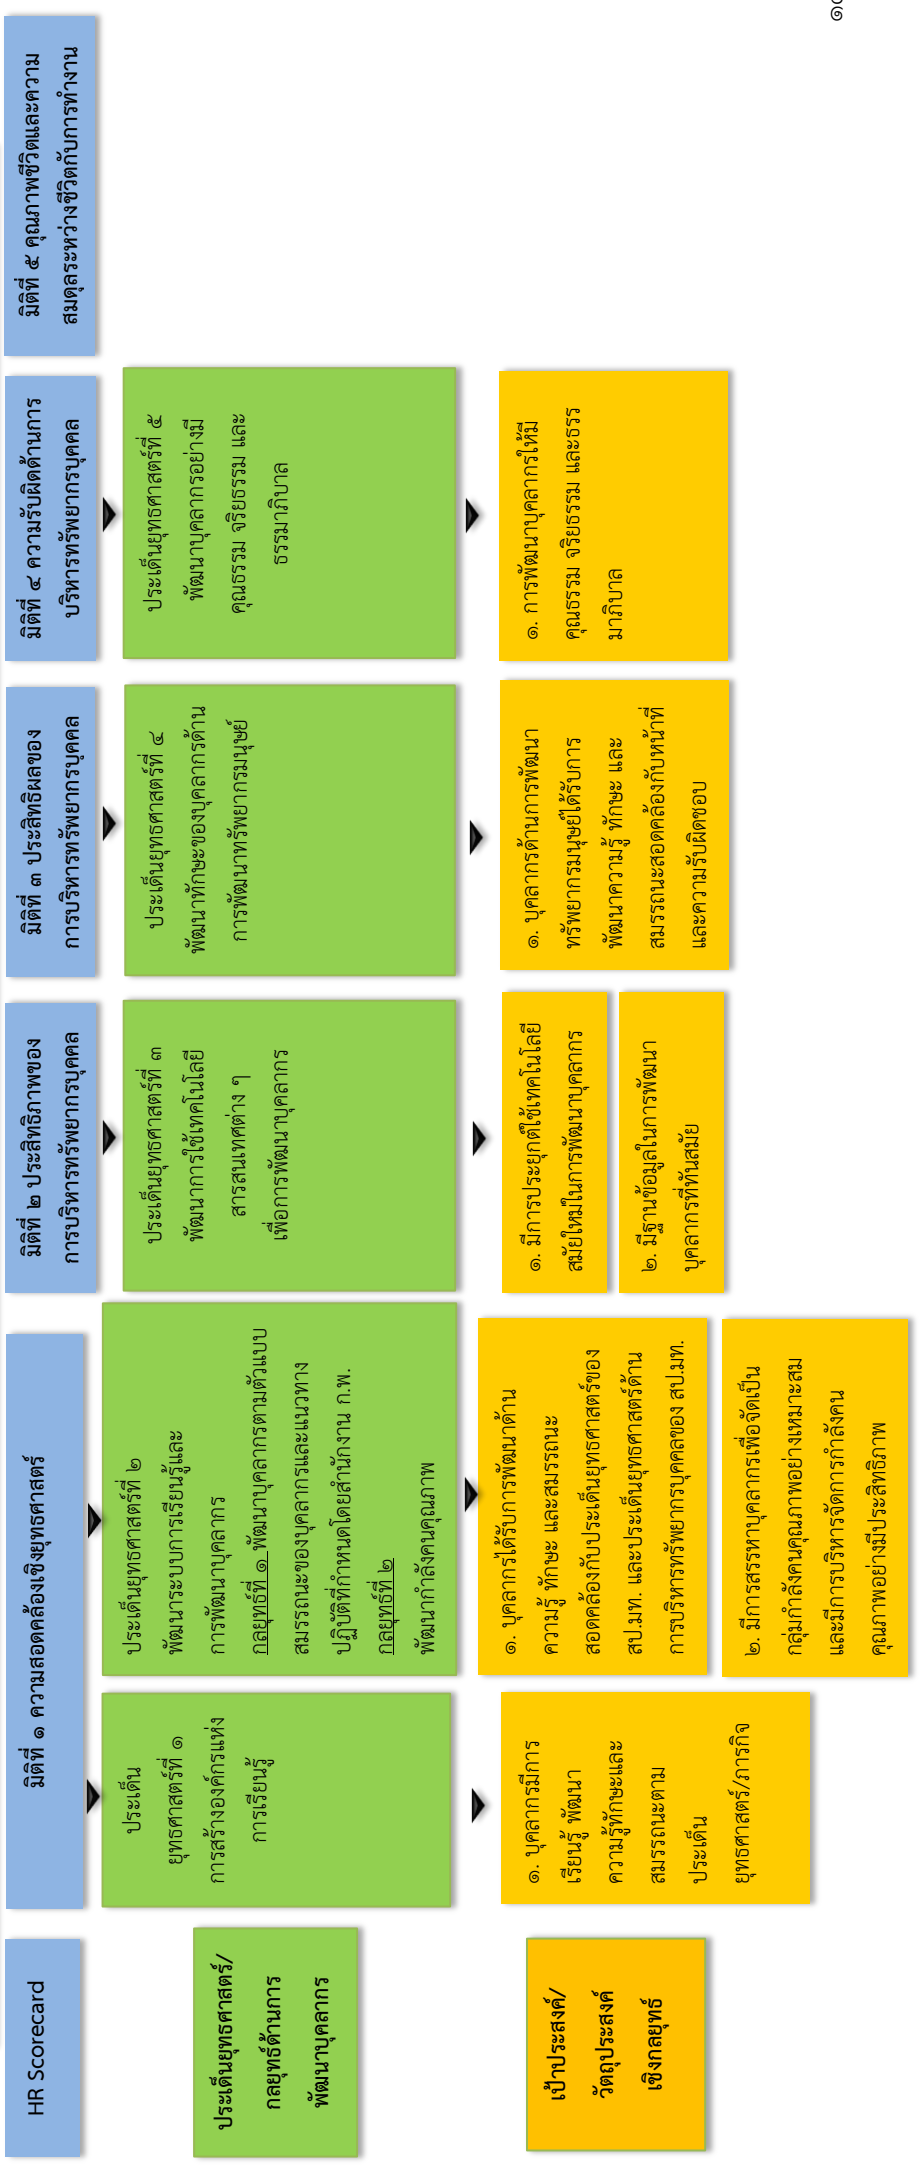 HR Scorecard
มิติที่ ๑ ความสอดคล้องเชิงยุทธศาสตร์
มิติที่ ๒ ประสิทธิภาพของ
การบริหารทรัพยากรบุคคล
มิติที่ ๓ ประสิทธิผลของ
การบริหารทรัพยากรบุคคล
มิติที่ ๔ ความรับผิดด้านการ
บริหารทรัพยากรบุคคล
มิติที่ ๕ คุณภาพชีวิตและความ
สมดุลระหว่างชีวิตกับการทำงาน
ประเด็นยุทธศาสตร์/
กลยุทธ์ด้านการ
พัฒนาบุคลากร
ประเด็น
ยุทธศาสตร์ที่ ๑
การสร้างองค์กรแห่ง
การเรียนรู้
ประเด็นยุทธศาสตร์ที่ ๒
พัฒนาระบบการเรียนรู้และ
การพัฒนาบุคลากร
กลยุทธ์ที่ ๑ พัฒนาบุคลากรตามตัวแบบ
สมรรถนะของบุคลากรและแนวทาง
ปฏิบัติที่กำหนดโดยสำนักงาน ก.พ.
กลยุทธ์ที่ ๒
พัฒนากำลังคนคุณภาพ
ประเด็นยุทธศาสตร์ที่ ๓
พัฒนาการใช้เทคโนโลยี
สารสนเทศต่าง ๆ
เพื่อการพัฒนาบุคลากร
ประเด็นยุทธศาสตร์ที่ ๔
พัฒนาทักษะของบุคลากรด้าน
การพัฒนาทรัพยากรมนุษย์
ประเด็นยุทธศาสตร์ที่ ๕
พัฒนาบุคลากรอย่างมี
คุณธรรม จริยธรรม และ
ธรรมาภิบาล
เป้าประสงค์/
วัตถุประสงค์
เชิงกลยุทธ์
๑. บุคลากรมีการ
เรียนรู้ พัฒนา
ความรู้ทักษะและ
สมรรถนะตาม
ประเด็น
ยุทธศาสตร์/ภารกิจ
๑. บุคลากรได้รับการพัฒนาด้าน
ความรู้ ทักษะ และสมรรถนะ
สอดคล้องกับประเด็นยุทธศาสตร์ของ
สป.มท. และประเด็นยุทธศาสตร์ด้าน
การบริหารทรัพยากรบุคคลของ สป.มท.
๒. มีการสรรหาบุคลากรเพื่อจัดเป็น
กลุ่มกำลังคนคุณภาพอย่างเหมาะสม
และมีการบริหารจัดการกำลังคน
คุณภาพอย่างมีประสิทธิภาพ
๑. มีการประยุกต์ใช้เทคโนโลยี
สมัยใหม่ในการพัฒนาบุคลากร
๒. มีฐานข้อมูลในการพัฒนา
บุคลากรที่ทันสมัย
๑. บุคลากรด้านการพัฒนา
ทรัพยากรมนุษย์ได้รับการ
พัฒนาความรู้ ทักษะ และ
สมรรถนะสอดคล้องกับหน้าที่
และความรับผิดชอบ
๑. การพัฒนาบุคลากรให้มี
คุณธรรม จริยธรรม และธรร
มาภิบาล